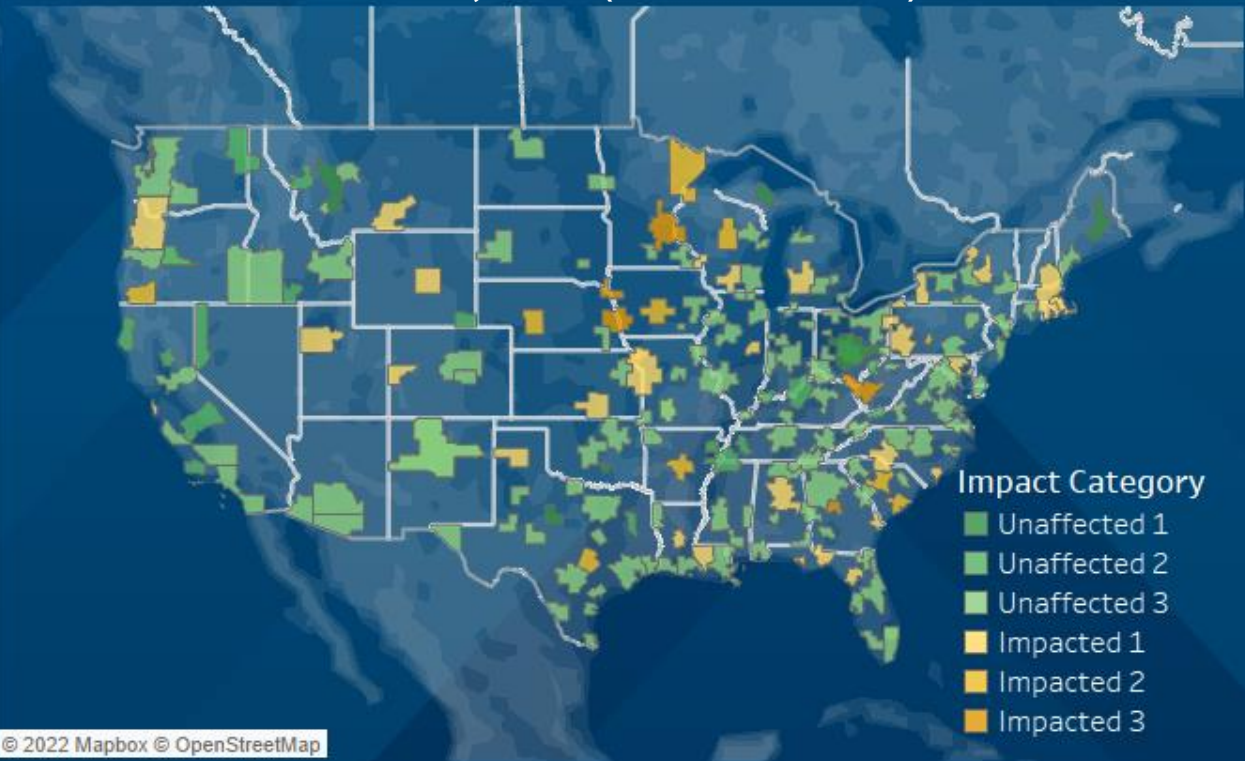 Impact Category
Unaffected 1
Unaffected 2
Unaffected 3
Impacted 1
Impacted 2
Impacted 3
© 2022 Mapbox © OpenStreetMap